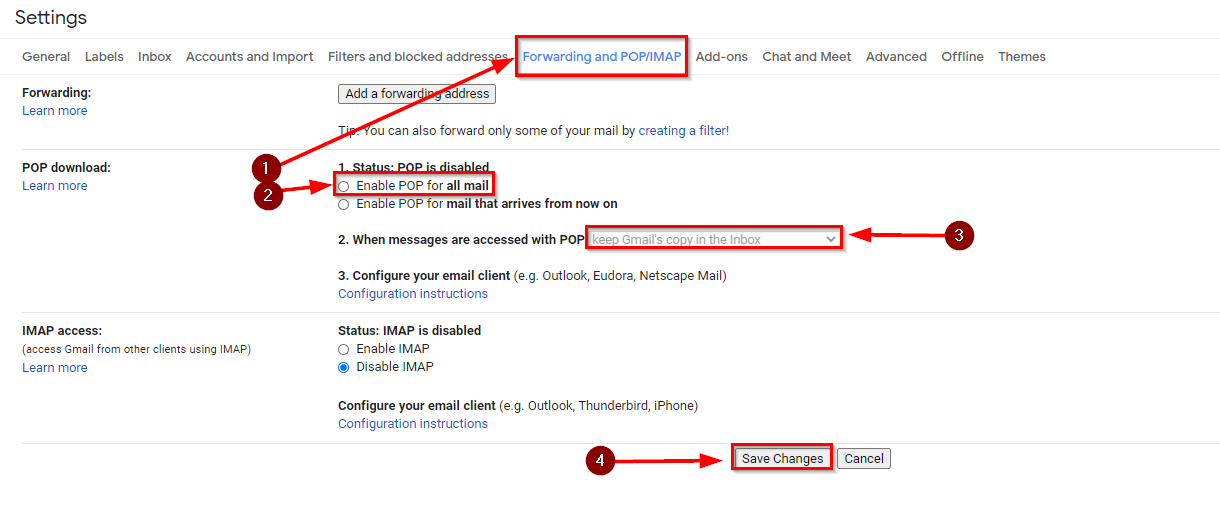 Settings
General Labels Inbox Accounts and Import Filters and blocked addresses Forwarding and POP/IMAP Add-ons Chat and Meet Advanced Offline Themes
Forwarding: Add a forwarding address
Learn more
Tip: You can also forward only some of your mail by creating a filter!
1
POP download: 1. Status: POP is disabled
Learn more Enable POP for all mail
2
Enable POP for mail that arrives from now on
2. When messages are accessed with POP keep Gmail's copy in the Inbox
3
3. Configure your email client (e.g. Outlook, Eudora, Netscape Mail)
Configuration instructions
IMAP access: Status: IMAP is disabled
(access Gmail from other clients using IMAP) Enable IMAP
Learn more Disable IMAP
Configure your email client (e.g. Outlook, Thunderbird, iPhone)
Configuration instructions
4
Save Changes Cancel